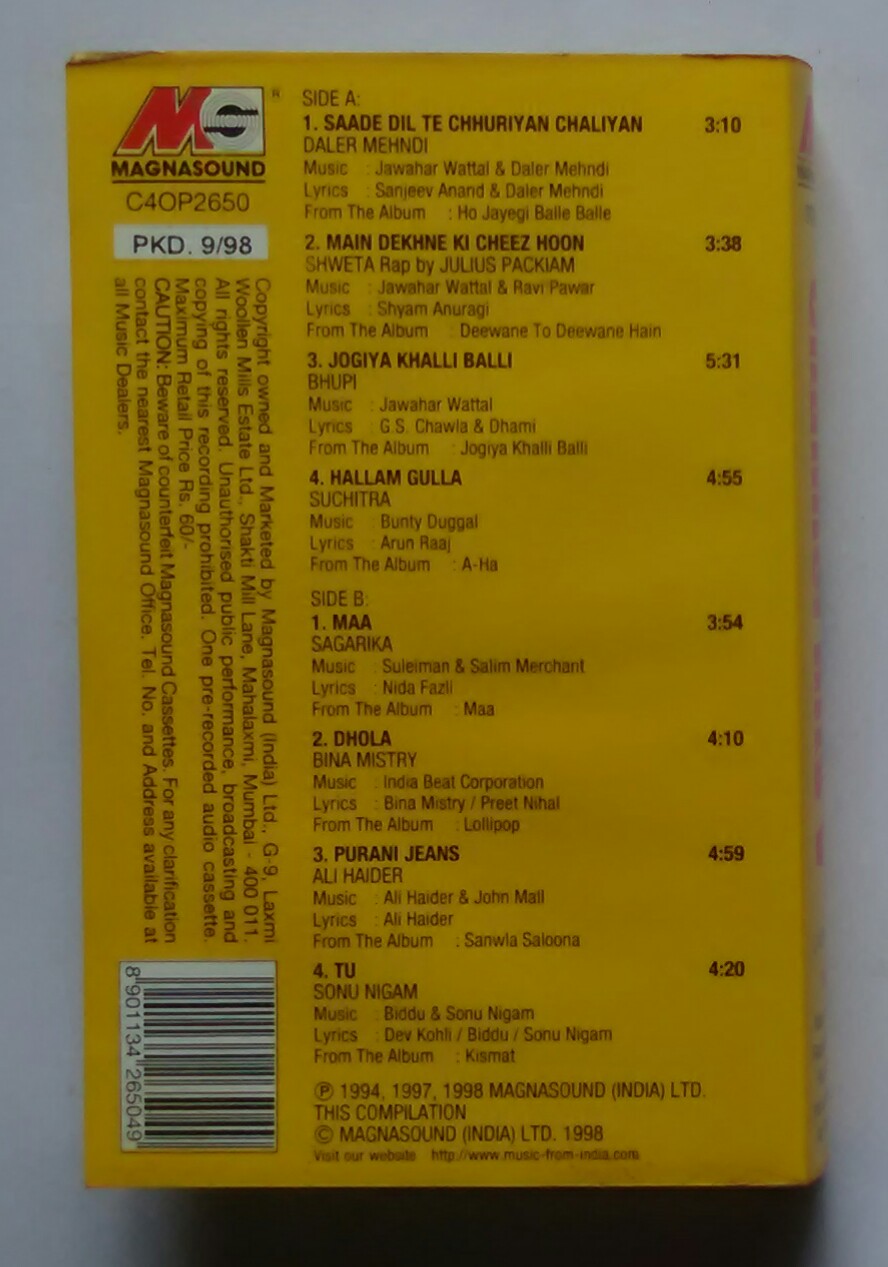 MG
MAGNASOUND
C4OP2650
PKD. 9/98
Copyright owned and Marketed by Magnasound (India) Ltd., G-9, Laxmi
Woollen Mills Estate Ltd., Shakti Mill Lane, Mahalaxmi, Mumbai - 400 011.
All rights reserved. Unauthorised public performance, broadcasting and
copying of this recording prohibited. One pre-recorded audio cassette.
Maximum Retail Price Rs. 60/-
CAUTION: Beware of counterfeit Magnasound Cassettes. For any clarification
contact the nearest Magnasound Office. Tel. No. and Address available at
all Music Dealers.
8 901134 265049
SIDE A:
1. SAADE DIL TE CHHURIYAN CHALIYAN 3:10
DALER MEHNDI
Music : Jawahar Wattal & Daler Mehndi
Lyrics : Sanjeev Anand & Daler Mehndi
From The Album : Ho Jayegi Balle Balle
2. MAIN DEKHNE KI CHEEZ HOON 3:38
SHWETA Rap by JULIUS PACKIAM
Music : Jawahar Wattal & Ravi Pawar
Lyrics : Shyam Anuragi
From The Album : Deewane To Deewane Hain
3. JOGIYA KHALLI BALLI 5:31
BHUPI
Music : Jawahar Wattal
Lyrics : G.S. Chawla & Dhami
From The Album : Jogiya Khalli Balli
4. HALLAM GULLA 4:55
SUCHITRA
Music : Bunty Duggal
Lyrics : Arun Raaj
From The Album : A-Ha
SIDE B:
1. MAA 3:54
SAGARIKA
Music : Suleiman & Salim Merchant
Lyrics : Nida Fazli
From The Album : Maa
2. DHOLA 4:10
BINA MISTRY
Music : India Beat Corporation
Lyrics : Bina Mistry / Preet Nihal
From The Album : Lollipop
3. PURANI JEANS 4:59
ALI HAIDER
Music : Ali Haider & John Mall
Lyrics : Ali Haider
From The Album : Sanwla Saloona
4. TU 4:20
SONU NIGAM
Music : Biddu & Sonu Nigam
Lyrics : Dev Kohli / Biddu / Sonu Nigam
From The Album : Kismat
Ⓟ 1994, 1997, 1998 MAGNASOUND (INDIA) LTD.
THIS COMPILATION
© MAGNASOUND (INDIA) LTD. 1998
Visit our website http://www.music-from-india.com